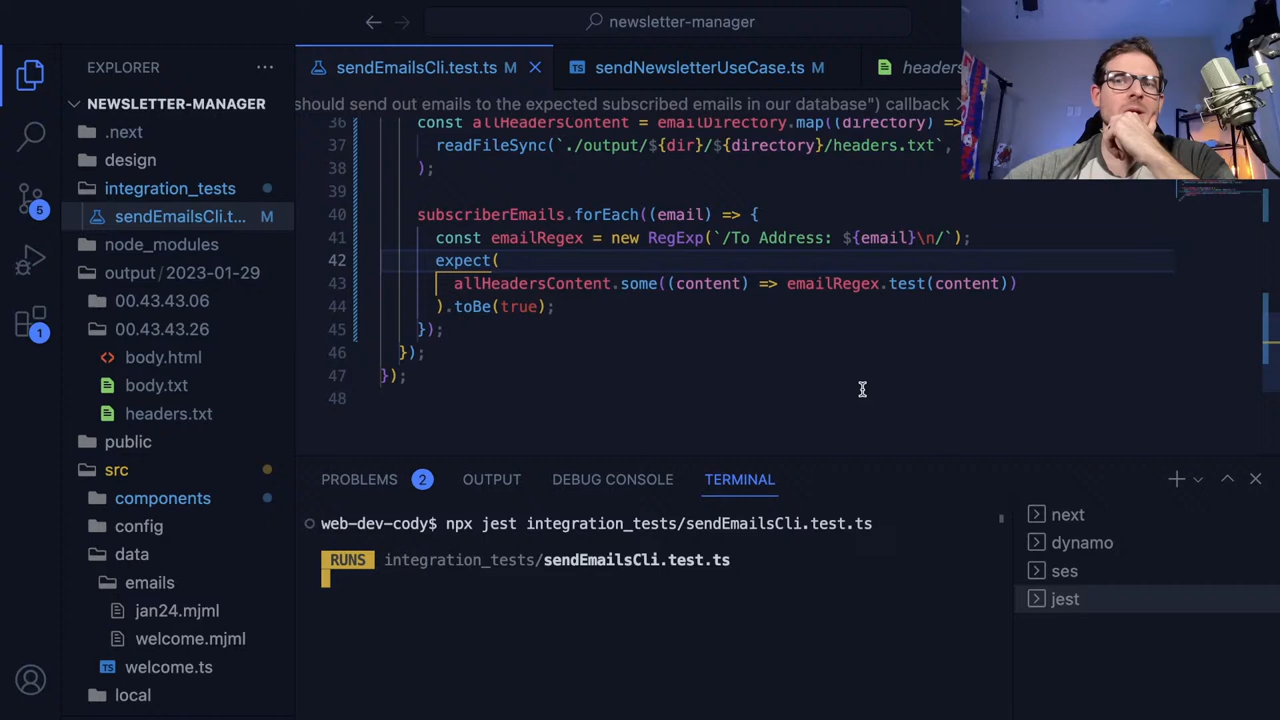 newsletter-manager
EXPLORER
sendEmailsCli.test.ts M
sendNewsletterUseCase.ts M
headers
NEWSLETTER-MANAGER
.next
design
integration_tests
sendEmailsCli.t... M
node_modules
output/2023-01-29
00.43.43.06
00.43.43.26
body.html
body.txt
headers.txt
public
src
components
config
data
emails
jan24.mjml
welcome.mjml
welcome.ts
local
5
1
should send out emails to the expected subscribed emails in our database") callback
36 const allHeadersContent = emailDirectory.map((directory) =>
37 readFileSync(`./output/${dir}/${directory}/headers.txt`,
38 );
39
40 subscriberEmails.forEach((email) => {
41 const emailRegex = new RegExp(`/To Address: ${email}\n/`);
42 expect(
43 allHeadersContent.some((content) => emailRegex.test(content))
44 ).toBe(true);
45 });
46 });
47 });
48
PROBLEMS 2 OUTPUT DEBUG CONSOLE TERMINAL
web-dev-cody$ npx jest integration_tests/sendEmailsCli.test.ts
RUNS integration_tests/sendEmailsCli.test.ts
next
dynamo
ses
jest